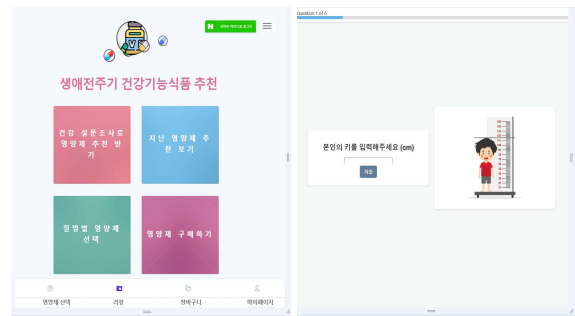 생애전주기 건강기능식품 추천
건강 설문조사로
영양제 추천 받
기
지난 영양제 추
천 보기
질병별 영양제
선택
영양제 구매하기
영양제 선택
리뷰
장바구니
마이페이지
Question 1 of 6
본인의 키를 입력해주세요 (cm)
다음